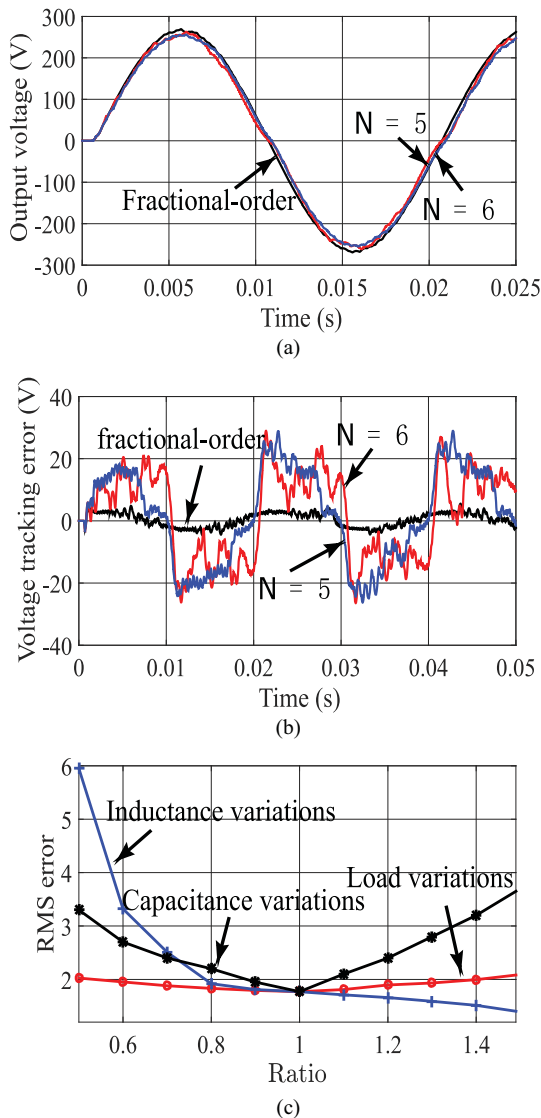 300
200
100
0
-100
-200
-300
Output voltage (V)
N = 5
Fractional-order
N = 6
0 0.005 0.01 0.015 0.02 0.025
Time (s)
(a)
40
20
0
-20
-40
Voltage tracking error (V)
fractional-order
N = 6
N = 5
0 0.01 0.02 0.03 0.04 0.05
Time (s)
(b)
6
5
4
3
2
RMS error
Inductance variations
Load variations
Capacitance variations
0.6 0.8 1 1.2 1.4
Ratio
(c)